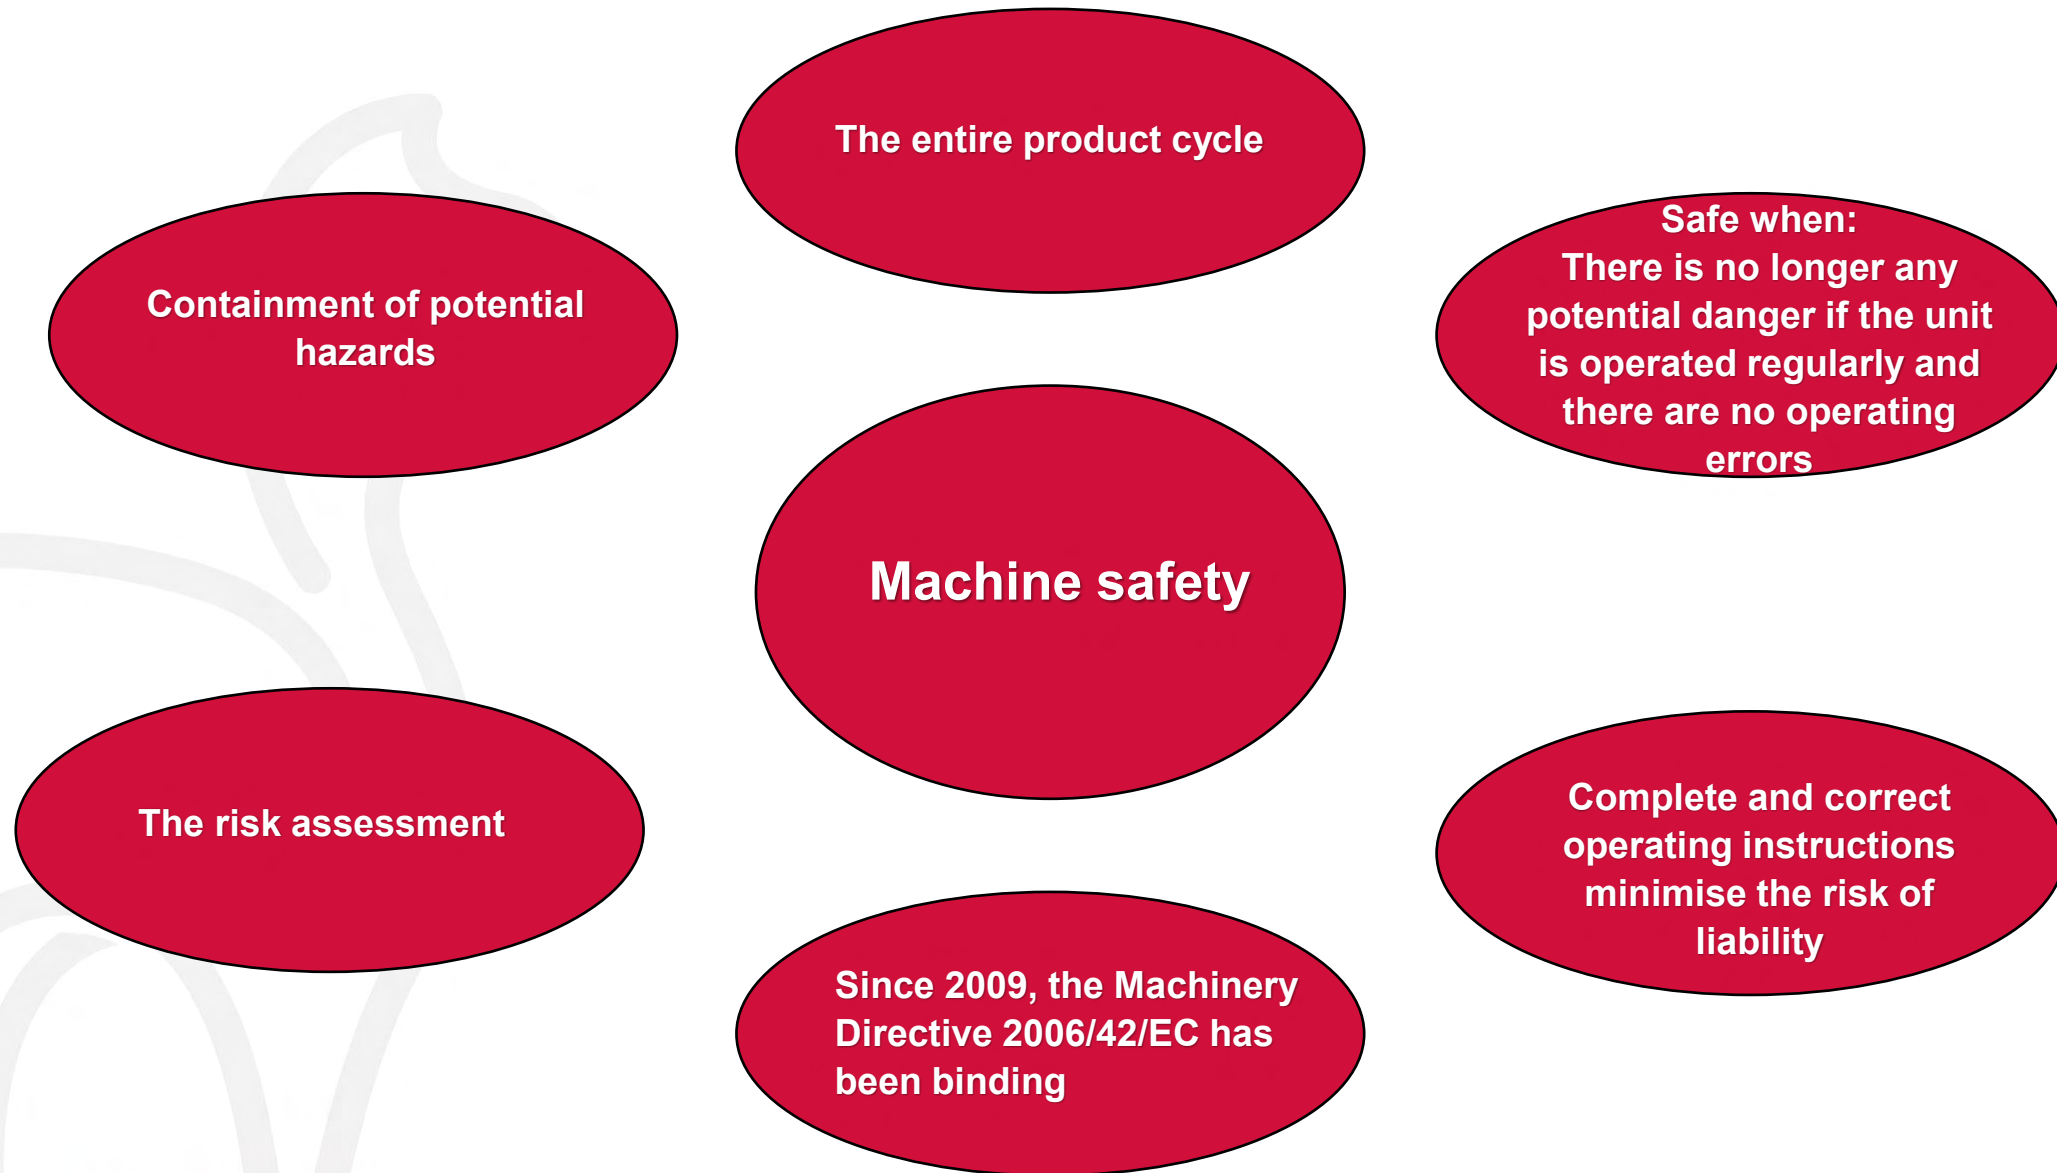 The entire product cycle
Containment of potential
hazards
Safe when:
There is no longer any
potential danger if the unit
is operated regularly and
there are no operating
errors
Machine safety
The risk assessment
Complete and correct
operating instructions
minimise the risk of
liability
Since 2009, the Machinery
Directive 2006/42/EC has
been binding